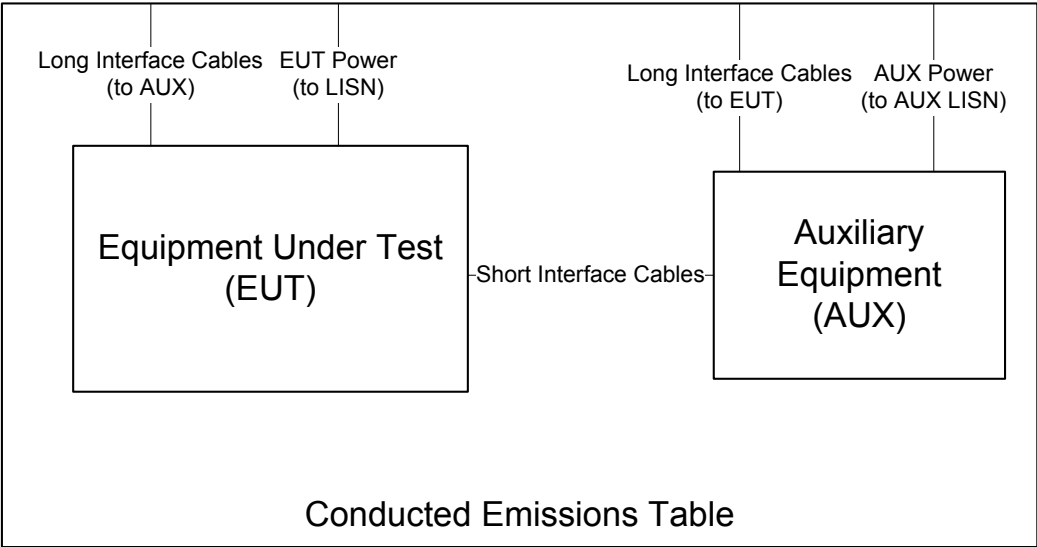 Long Interface Cables
(to AUX)
EUT Power
(to LISN)
Long Interface Cables
(to EUT)
AUX Power
(to AUX LISN)
Equipment Under Test
(EUT)
Short Interface Cables
Auxiliary
Equipment
(AUX)
Conducted Emissions Table